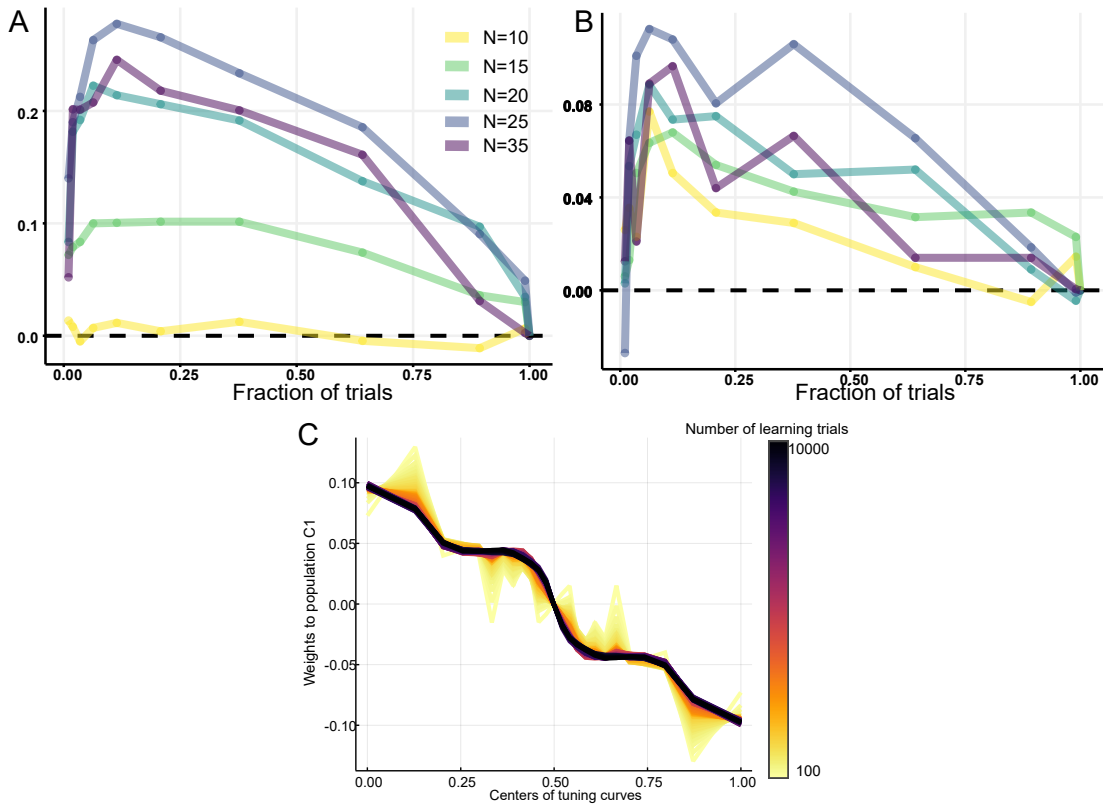 A
N=10
N=15
N=20
N=25
N=35
0.2
0.1
0.0
0.00
0.25
0.50
0.75
1.00
Fraction of trials
B
0.08
0.04
0.00
0.00
0.25
0.50
0.75
1.00
Fraction of trials
C
Number of learning trials
10000
100
Weights to population C1
0.10
0.05
0.00
-0.05
-0.10
0.00
0.25
0.50
0.75
1.00
Centers of tuning curves